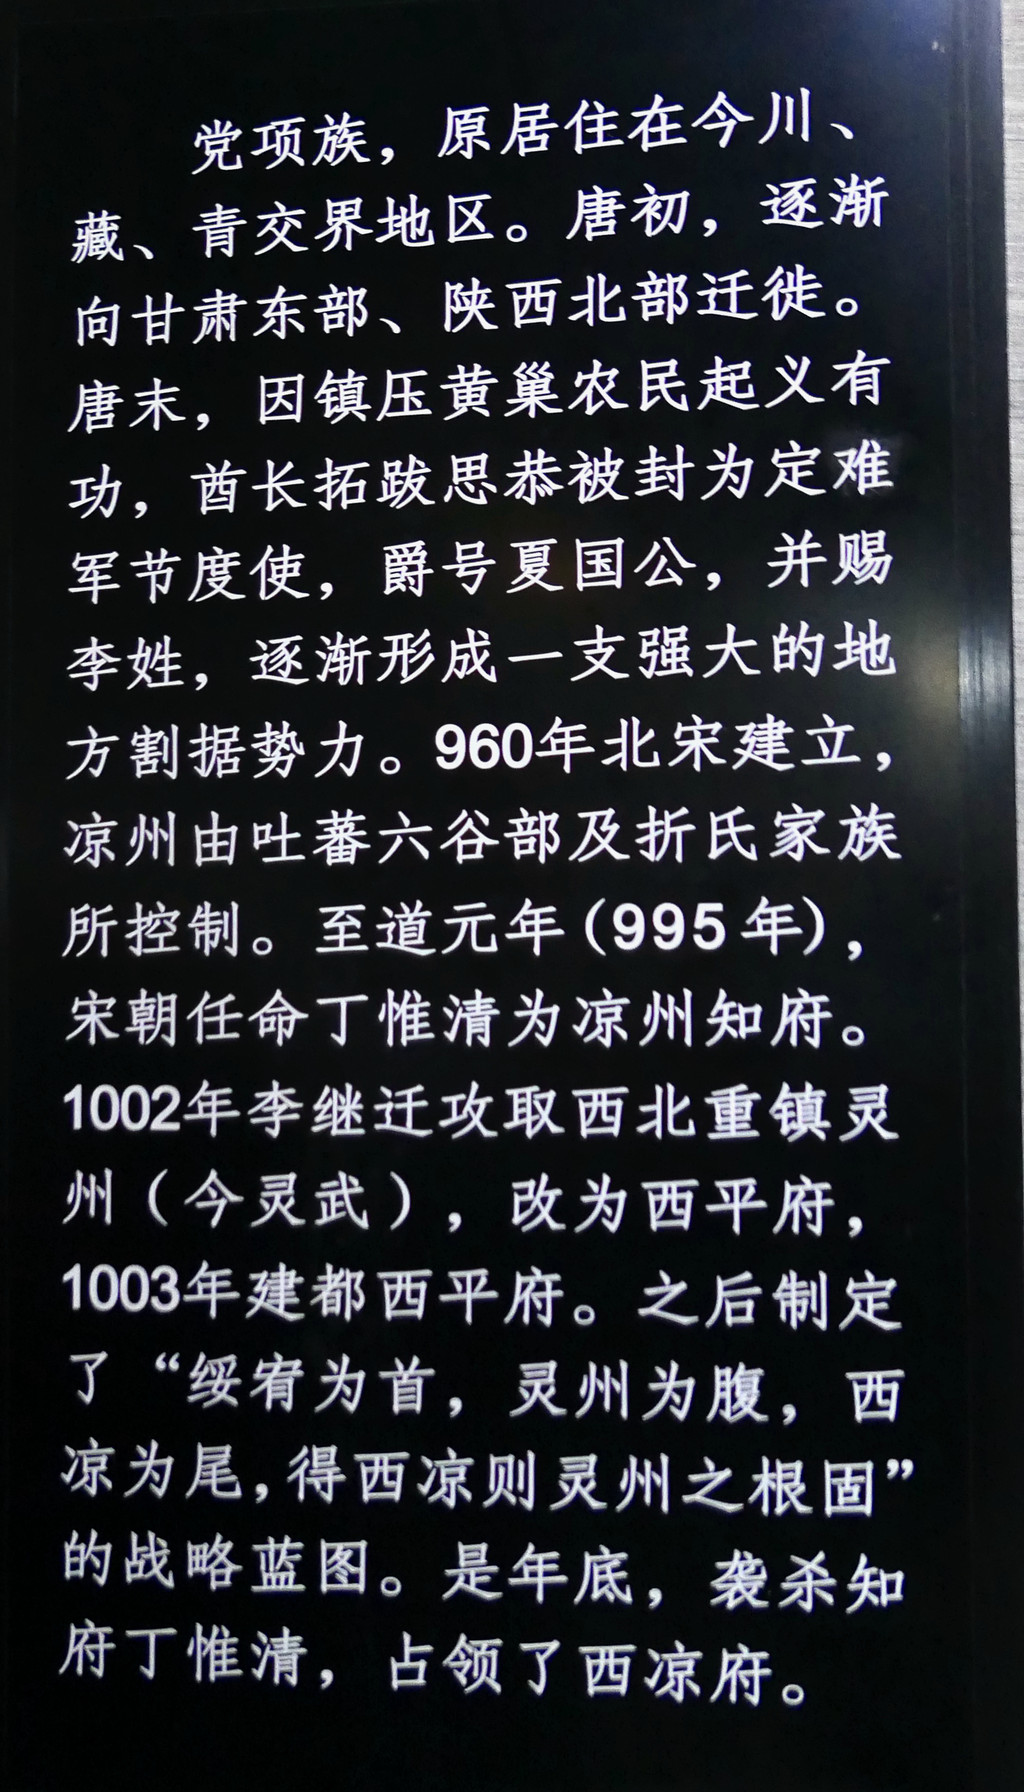 党项族，原居住在今川、
藏、青交界地区。唐初，逐渐
向甘肃东部、陕西北部迁徙。
唐末，因镇压黄巢农民起义有
功，酋长拓跋思恭被封为定难
军节度使，爵号夏国公，并赐
李姓，逐渐形成一支强大的地
方割据势力。960年北宋建立，
凉州由吐蕃六谷部及折氏家族
所控制。至道元年（995年），
宋朝任命丁惟清为凉州知府。
1002年李继迁攻取西北重镇灵
州（今灵武），改为西平府，
1003年建都西平府。之后制定
了“绥宥为首，灵州为腹，西
凉为尾，得西凉则灵州之根固”
的战略蓝图。是年底，袭杀知
府丁惟清，占领了西凉府。